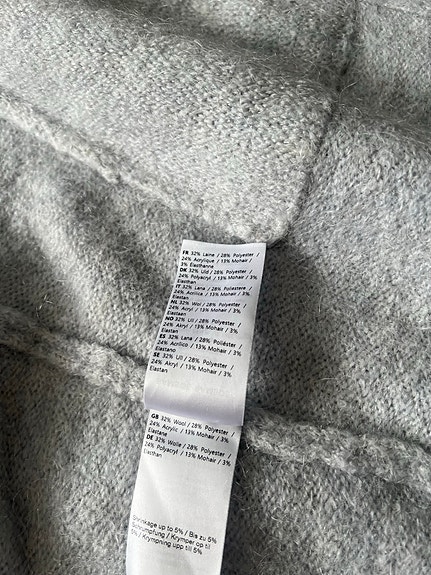 FR 32% Laine / 28% Polyester /
24% Acrylique / 13% Mohair /
3% Elasthanne
DK 32% Uld / 28% Polyester /
24% Polyacryl / 13% Mohair / 3%
Elasthan
IT 32% Lana / 28% Poliestere /
24% Acrilica / 13% Mohair / 3%
Elastan
NL 32% Wol / 28% Polyester /
24% Acryl / 13% Mohair / 3%
Elastaan
NO 32% Ull / 28% Polyester /
24% Akryl / 13% Mohair / 3%
Elastan
ES 32% Lana / 28% Poliéster /
24% Acrílico / 13% Mohair / 3%
Elastano
SE 32% Ull / 28% Polyester /
24% Akryl / 13% Mohair / 3%
Elastan
GB 32% Wool / 28% Polyester /
24% Acrylic / 13% Mohair / 3%
Elastane
DE 32% Wolle / 28% Polyester /
24% Polyacryl / 13% Mohair / 3%
Elasthan
Shrinkage up to 5% / Bis zu 5%
Schrumpfung / Krymper op til
5% / Krympning upp till 5%